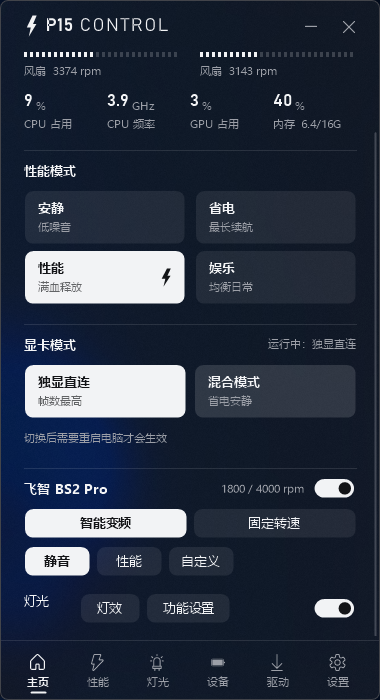 P15 CONTROL
风扇 3374 rpm 风扇 3143 rpm
9 % 3.9 GHz 3 % 40 %
CPU 占用 CPU 频率 GPU 占用 内存 6.4/16G
性能模式
安静 省电
低噪音 最长续航
性能 娱乐
满血释放 均衡日常
显卡模式 运行中：独显直连
独显直连 混合模式
帧数最高 省电安静
切换后需要重启电脑才会生效
飞智 BS2 Pro 1800 / 4000 rpm
智能变频 固定转速
静音 性能 自定义
灯光 灯效 功能设置
主页 性能 灯光 设备 驱动 设置